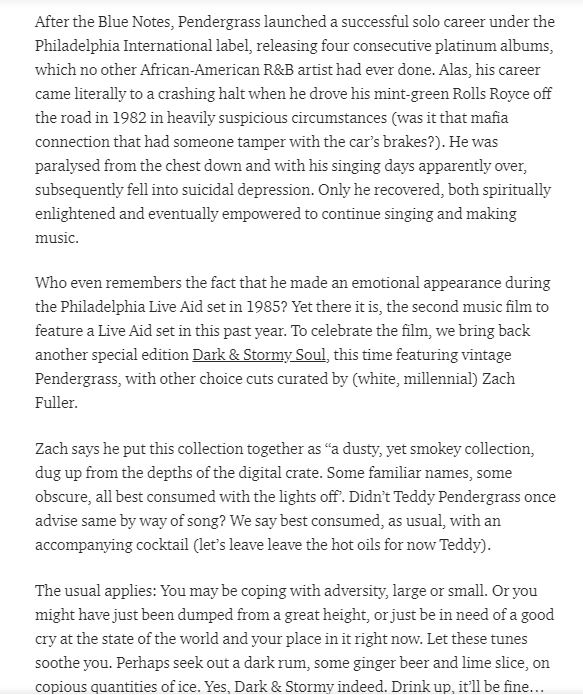 After the Blue Notes, Pendergrass launched a successful solo career under the
Philadelphia International label, releasing four consecutive platinum albums,
which no other African-American R&B artist had ever done. Alas, his career
came literally to a crashing halt when he drove his mint-green Rolls Royce off
the road in 1982 in heavily suspicious circumstances (was it that mafia
connection that had someone tamper with the car’s brakes?). He was
paralysed from the chest down and with his singing days apparently over,
subsequently fell into suicidal depression. Only he recovered, both spiritually
enlightened and eventually empowered to continue singing and making
music.
Who even remembers the fact that he made an emotional appearance during
the Philadelphia Live Aid set in 1985? Yet there it is, the second music film to
feature a Live Aid set in this past year. To celebrate the film, we bring back
another special edition Dark & Stormy Soul, this time featuring vintage
Pendergrass, with other choice cuts curated by (white, millennial) Zach
Fuller.
Zach says he put this collection together as “a dusty, yet smokey collection,
dug up from the depths of the digital crate. Some familiar names, some
obscure, all best consumed with the lights off’. Didn’t Teddy Pendergrass once
advise same by way of song? We say best consumed, as usual, with an
accompanying cocktail (let’s leave leave the hot oils for now Teddy).
The usual applies: You may be coping with adversity, large or small. Or you
might have just been dumped from a great height, or just be in need of a good
cry at the state of the world and your place in it right now. Let these tunes
soothe you. Perhaps seek out a dark rum, some ginger beer and lime slice, on
copious quantities of ice. Yes, Dark & Stormy indeed. Drink up, it’ll be fine…